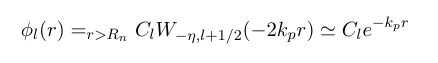 ϕ_l(r) =_{r>R_n} C_l W_{−η,l+1/2}(−2k_p r) ≃ C_l e^{−k_p r}